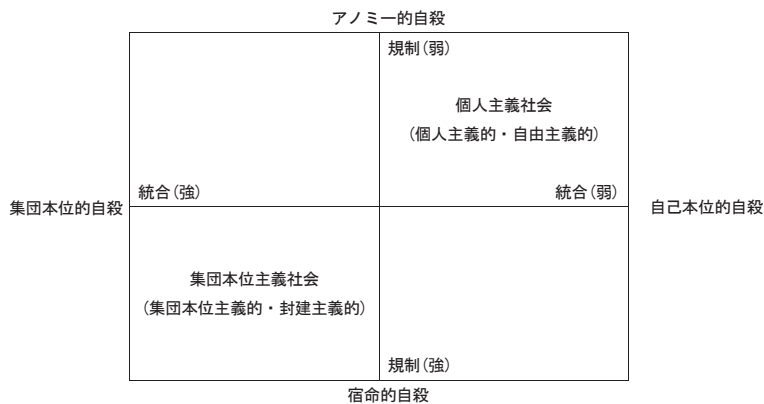 アノミー的自殺
規制(弱)
個人主義社会
(個人主義的・自由主義的)
統合(強)
統合(弱)
集団本位的自殺
自己本位的自殺
集団本位主義社会
(集団本位主義的・封建主義的)
規制(強)
宿命的自殺